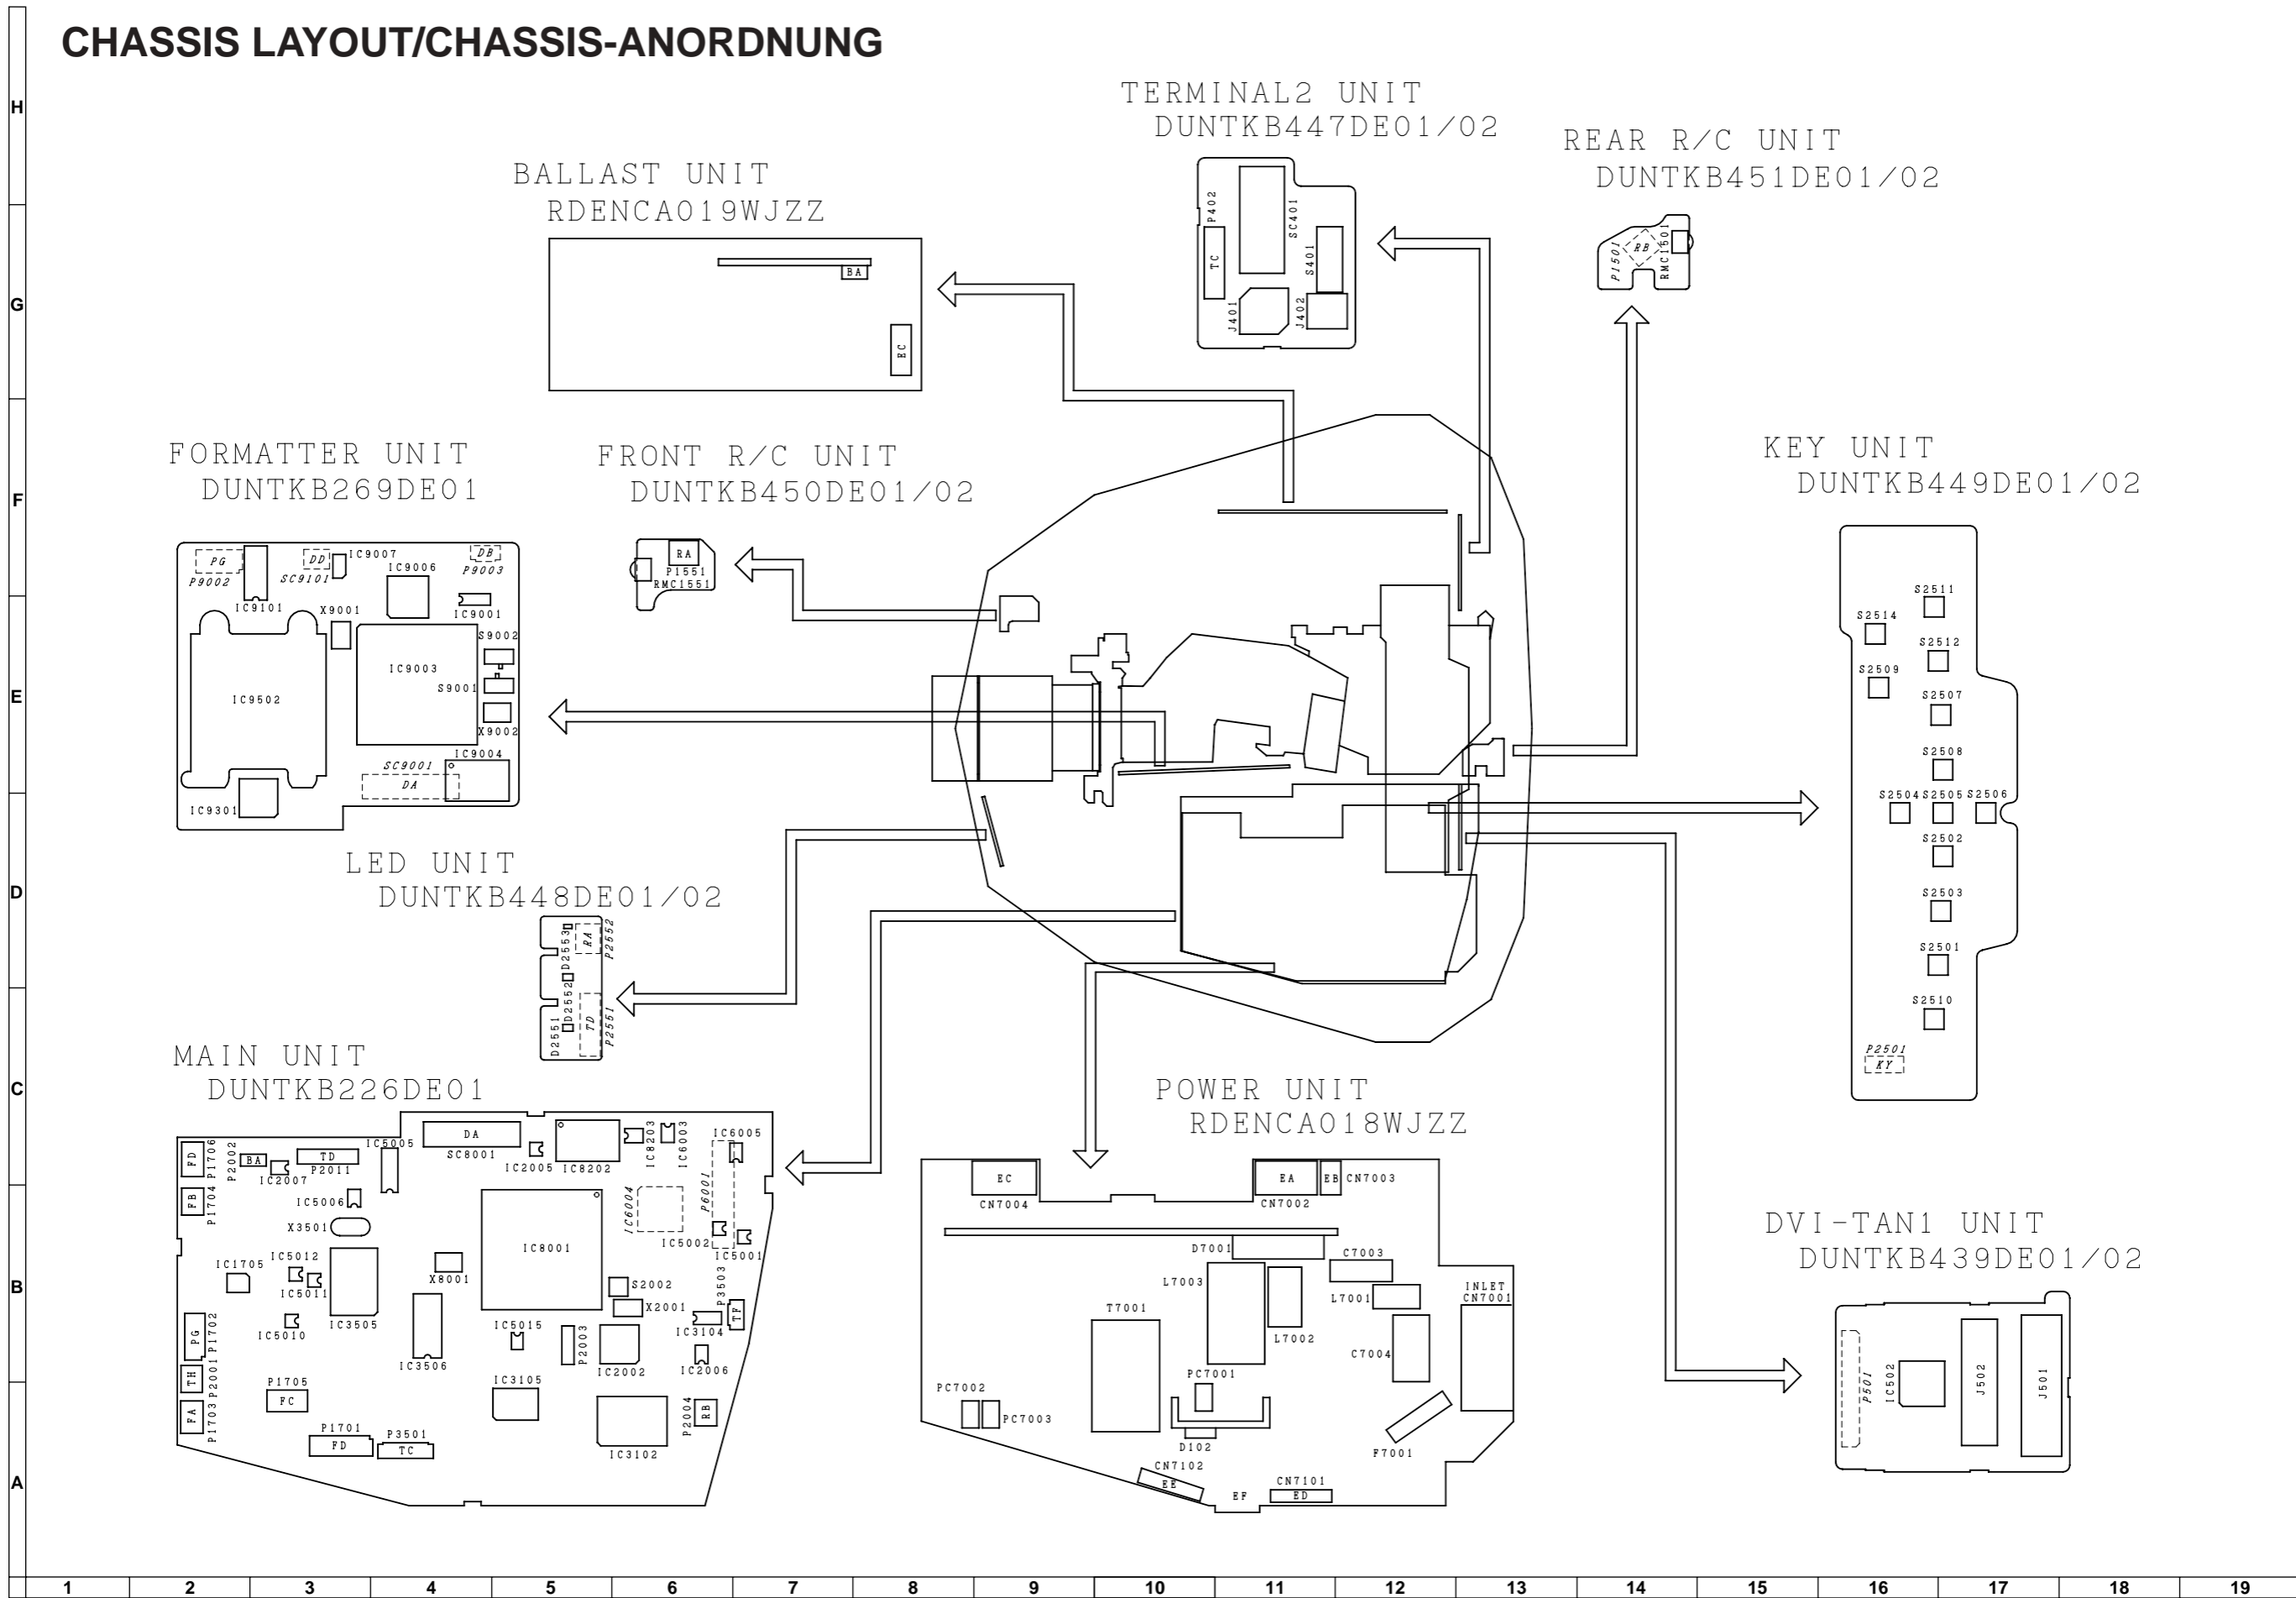 CHASSIS LAYOUT/CHASSIS-ANORDNUNG
H
G
F
E
D
C
B
A
TERMINAL2 UNIT
DUNTKB447DE01/02
P402
TC
SC401
S401
J401
J402
REAR R/C UNIT
DUNTKB451DE01/02
P1501
RB
RMC1501
BALLAST UNIT
RDENCA019WJZZ
BA
EC
FORMATTER UNIT
DUNTKB269DE01
PG
P9002
IC9101
DD
SC9101
IC9007
IC9006
DB
P9003
X9001
IC9001
S9002
IC9003
S9001
IC9502
X9002
IC9004
SC9001
DA
IC9301
FRONT R/C UNIT
DUNTKB450DE01/02
RA
P1551
RMC1551
KEY UNIT
DUNTKB449DE01/02
S2511
S2514
S2512
S2509
S2507
S2508
S2504
S2505
S2506
S2502
S2503
S2501
S2510
P2501
KY
LED UNIT
DUNTKB448DE01/02
D2553
RA
P2552
D2552
D2551
TD
P2551
MAIN UNIT
DUNTKB226DE01
FD
P1706
P2002
BA
IC2007
TD
P2011
IC5005
DA
SC8001
IC2005
IC8202
IC8203
IC6003
IC6005
FB
P1704
IC5006
X3501
IC6004
P6001
IC8001
IC5002
IC5001
IC1705
IC5012
IC5011
X8001
S2002
P3503
X2001
TF
IC5010
IC3505
PG
P1702
IC5015
P2003
IC3104
IC3506
IC2002
IC2006
TH
P2001
P1705
FC
IC3105
FA
P1703
P2004
RB
P1701
FD
P3501
TC
IC3102
POWER UNIT
RDENCA018WJZZ
EC
CN7004
EA
CN7002
EB
CN7003
D7001
C7003
L7003
L7001
INLET
CN7001
T7001
L7002
C7004
PC7001
PC7002
PC7003
D102
F7001
CN7102
EE
EF
CN7101
ED
DVI-TAN1 UNIT
DUNTKB439DE01/02
P501
IC502
J502
J501
1 2 3 4 5 6 7 8 9 10 11 12 13 14 15 16 17 18 19